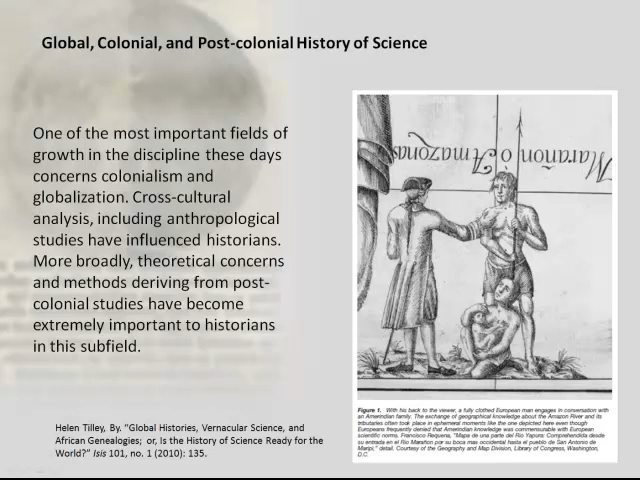 Global, Colonial, and Post-colonial History of Science
One of the most important fields of
growth in the discipline these days
concerns colonialism and
globalization. Cross-cultural
analysis, including anthropological
studies have influenced historians.
More broadly, theoretical concerns
and methods deriving from post-
colonial studies have become
extremely important to historians
in this subfield.
Helen Tilley, By. "Global Histories, Vernacular Science, and
African Genealogies; or, Is the History of Science Ready for the
World?" Isis 101, no. 1 (2010): 135.
Marañon ò Amazonas
Figure 1. With his back to the viewer, a fully clothed European man engages in conversation with
an Amerindian family. The exchange of geographical knowledge about the Amazon River and its
tributaries often took place in ephemeral moments like the one depicted here even though
Europeans frequently denied that Amerindian knowledge was commensurable with European
scientific norms. Francisco Requena, "Mapa de una parte del Rio Yapura: Comprehendida desde
su entrada en el Rio Marañon por su boca mas occidental hasta el pueblo de San Antonio de
Maripi," detail. Courtesy of the Geography and Map Division, Library of Congress, Washington,
D.C.